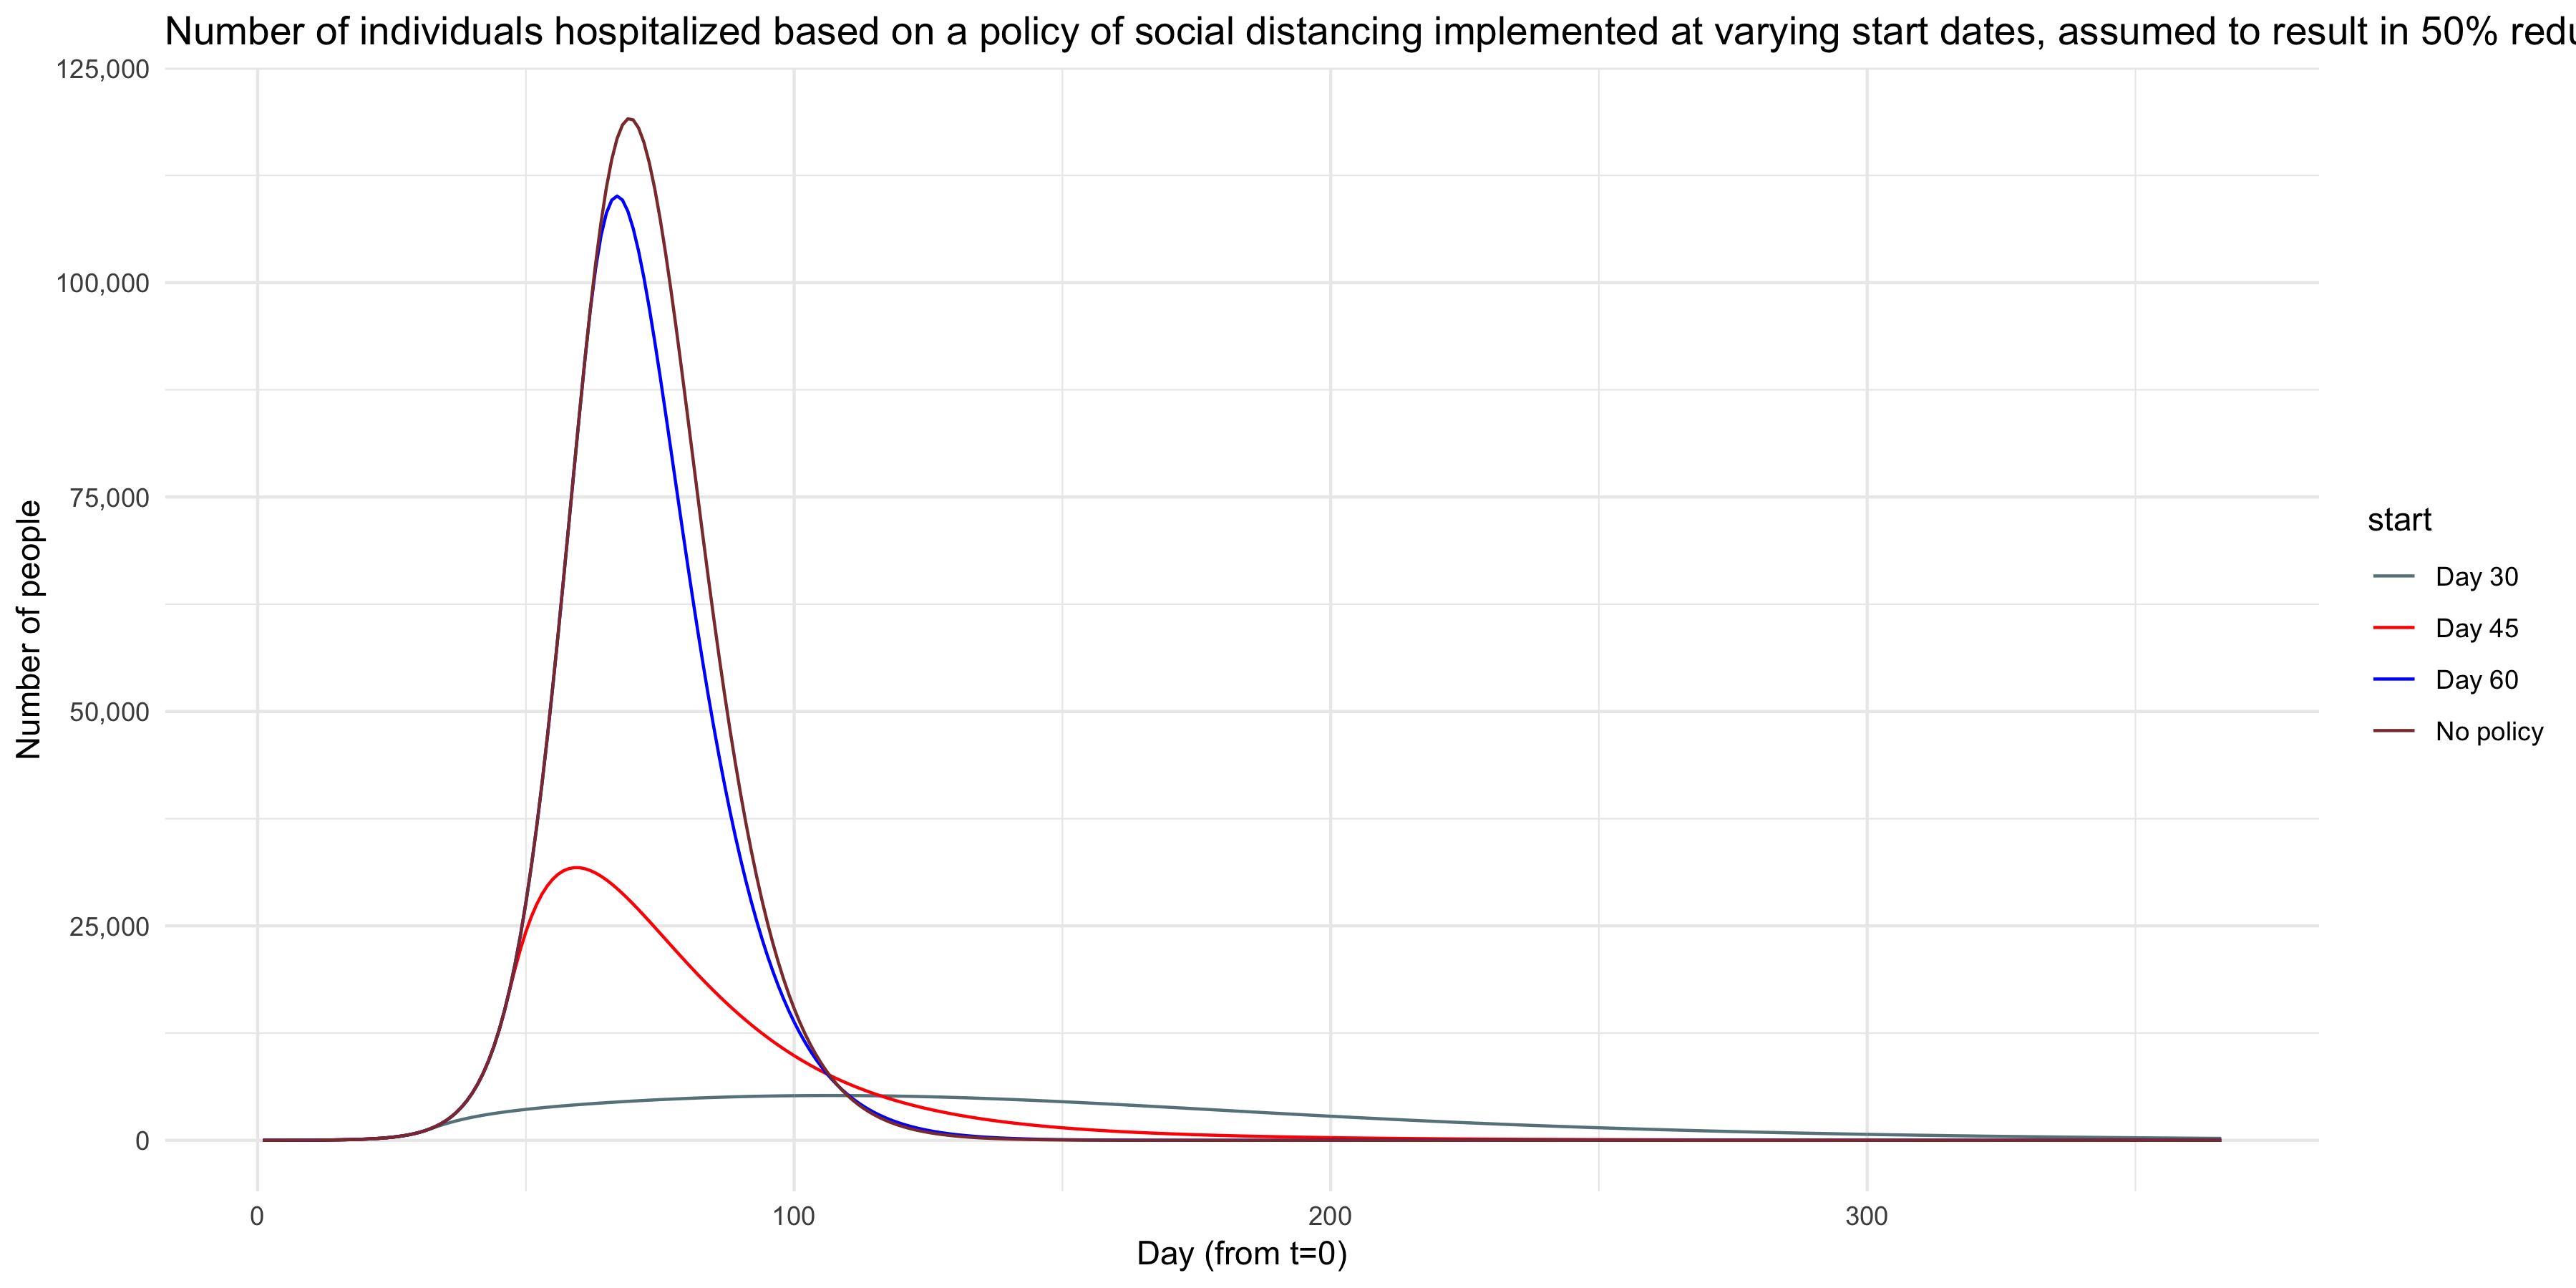 Number of individuals hospitalized based on a policy of social distancing implemented at varying start dates, assumed to result in 50%
125,000
100,000
75,000
50,000
25,000
0
Number of people
0 100 200 300
Day (from t=0)
start
Day 30
Day 45
Day 60
No policy